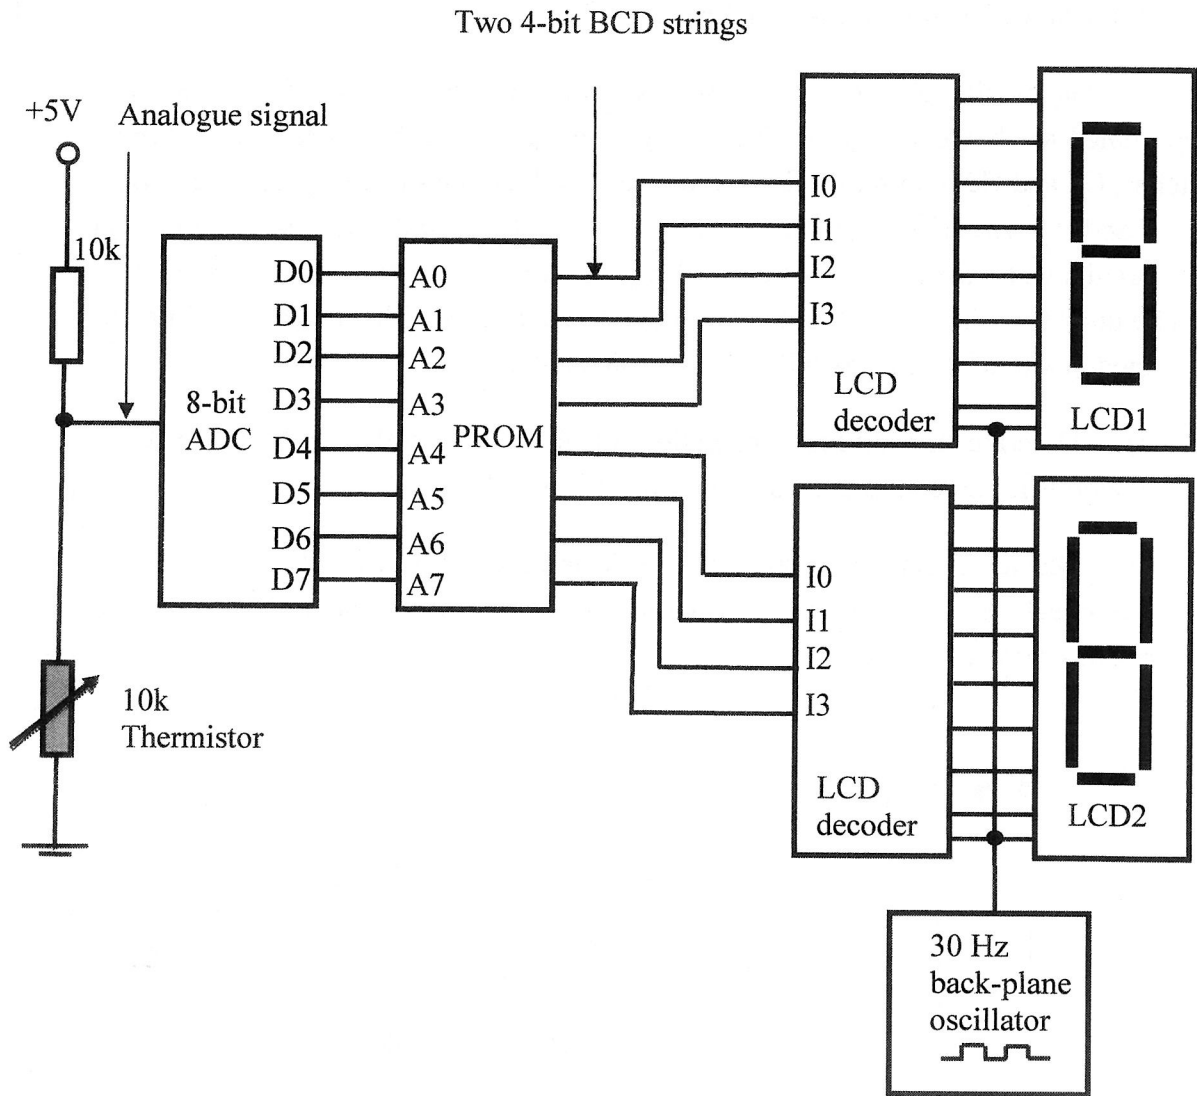 Two 4-bit BCD strings
+5V
Analogue signal
10k
8-bit
ADC
D0
D1
D2
D3
D4
D5
D6
D7
A0
A1
A2
A3
A4
A5
A6
A7
PROM
I0
I1
I2
I3
LCD
decoder
LCD1
I0
I1
I2
I3
LCD
decoder
LCD2
10k
Thermistor
30 Hz
back-plane
oscillator